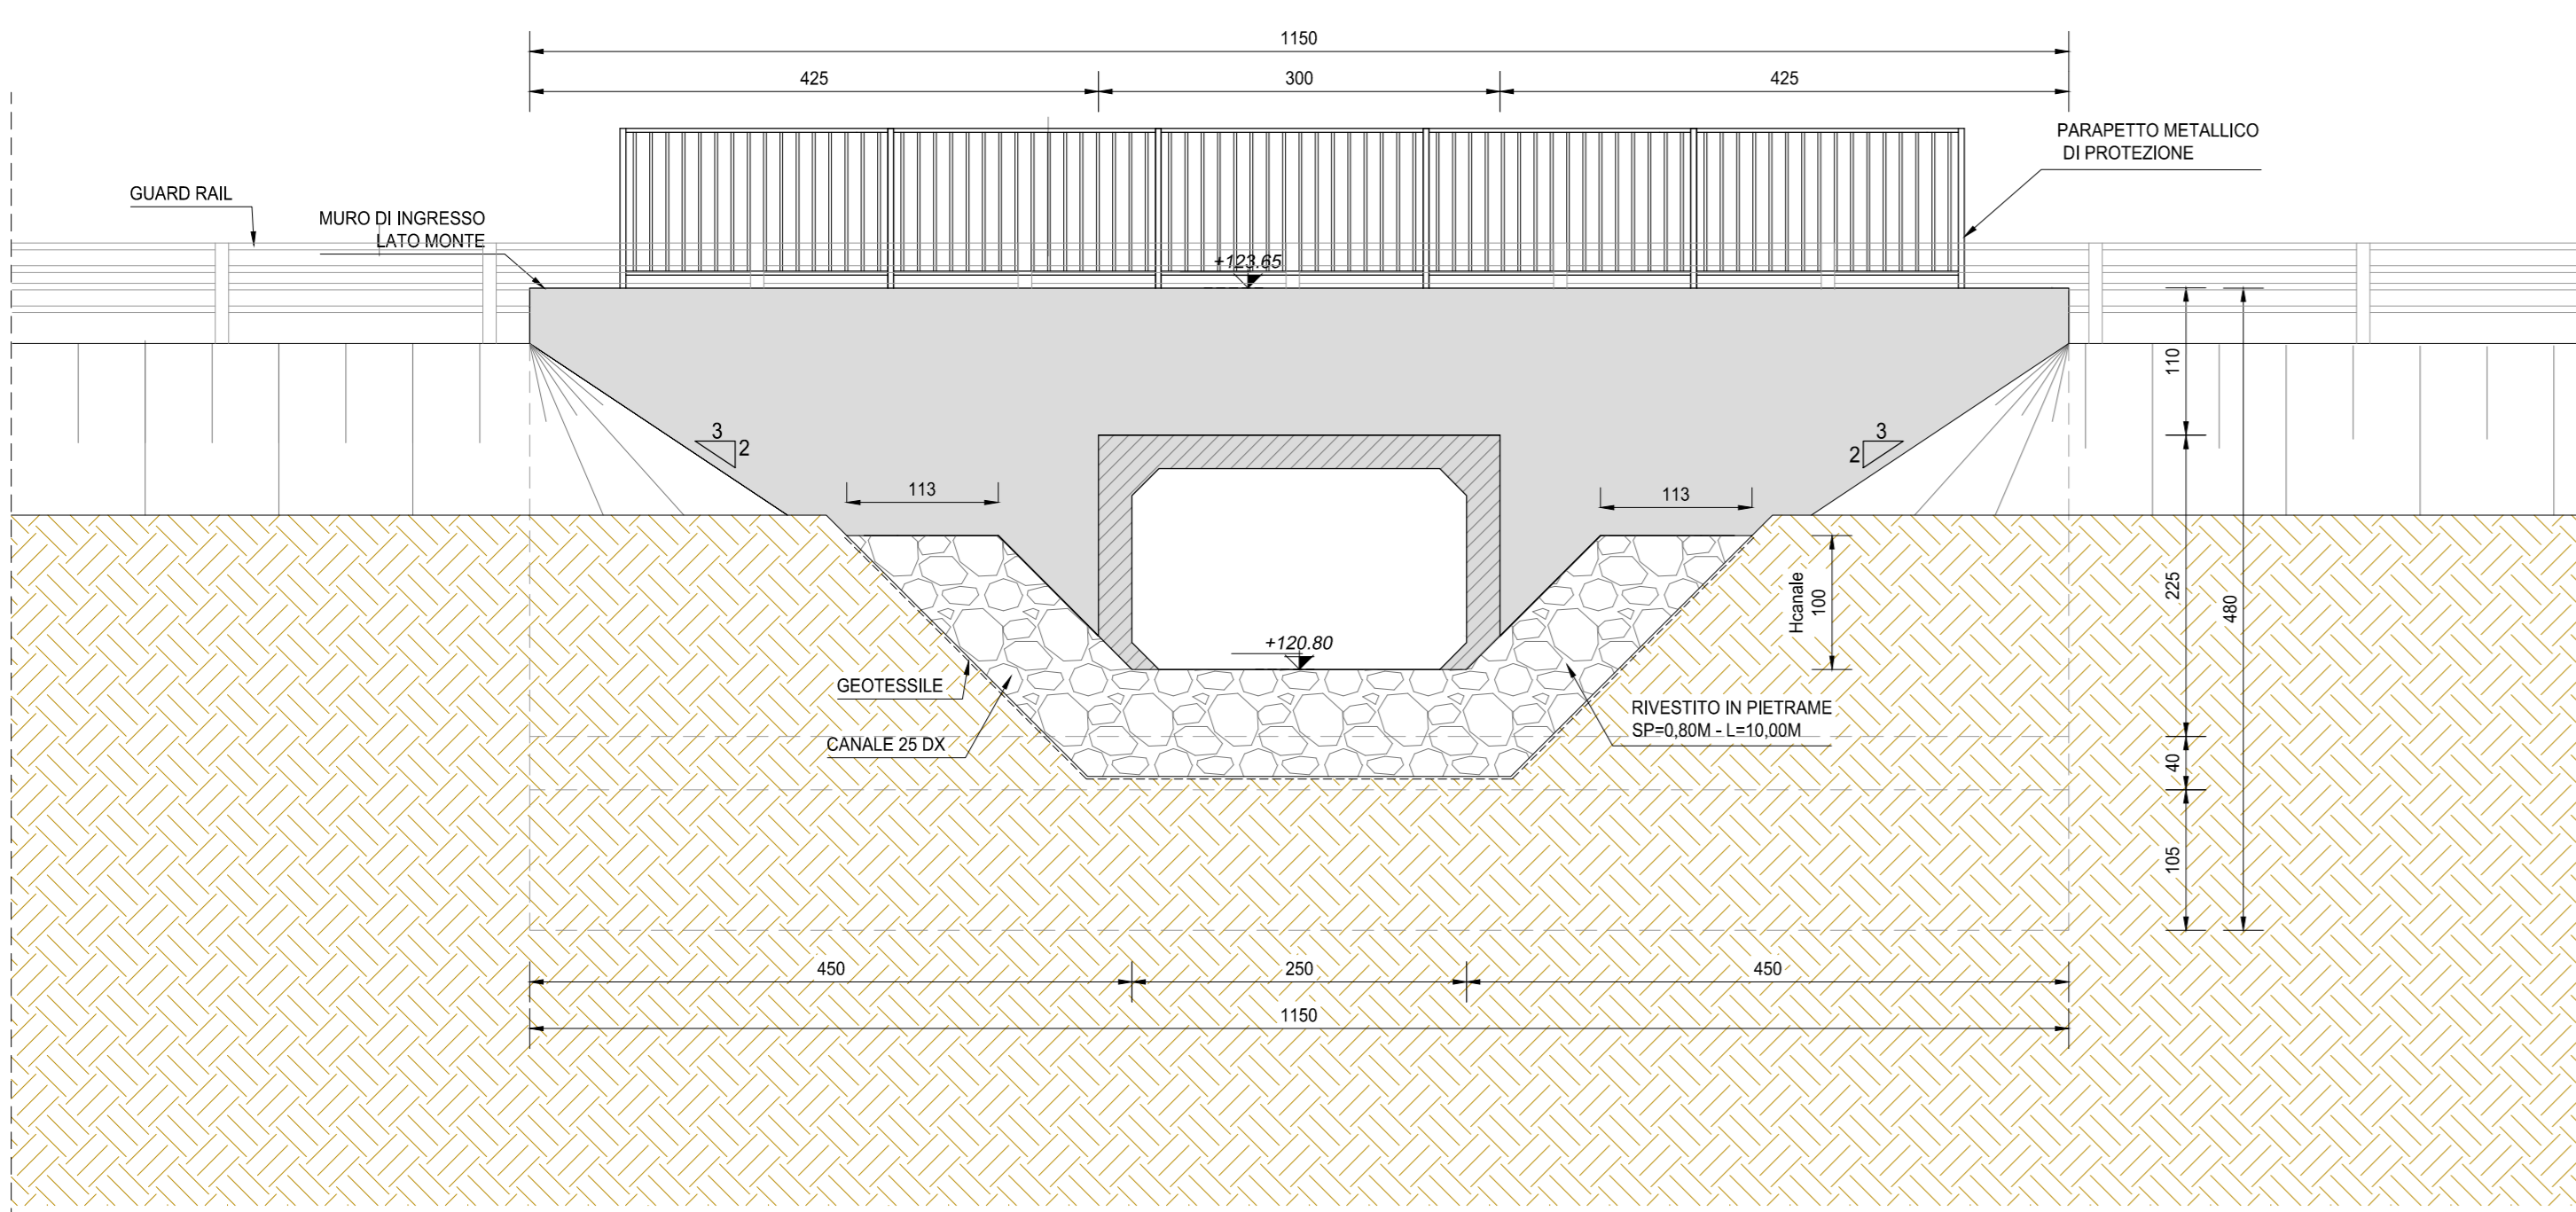 1150
425
300
425
PARAPETTO METALLICO
DI PROTEZIONE
GUARD RAIL
MURO DI INGRESSO
LATO MONTE
+123.65
110
3
2
3
2
113
113
Hcanale
100
225
480
+120.80
GEOTESSILE
RIVESTITO IN PIETRAME
SP=0,80M - L=10,00M
CANALE 25 DX
40
105
450
250
450
1150